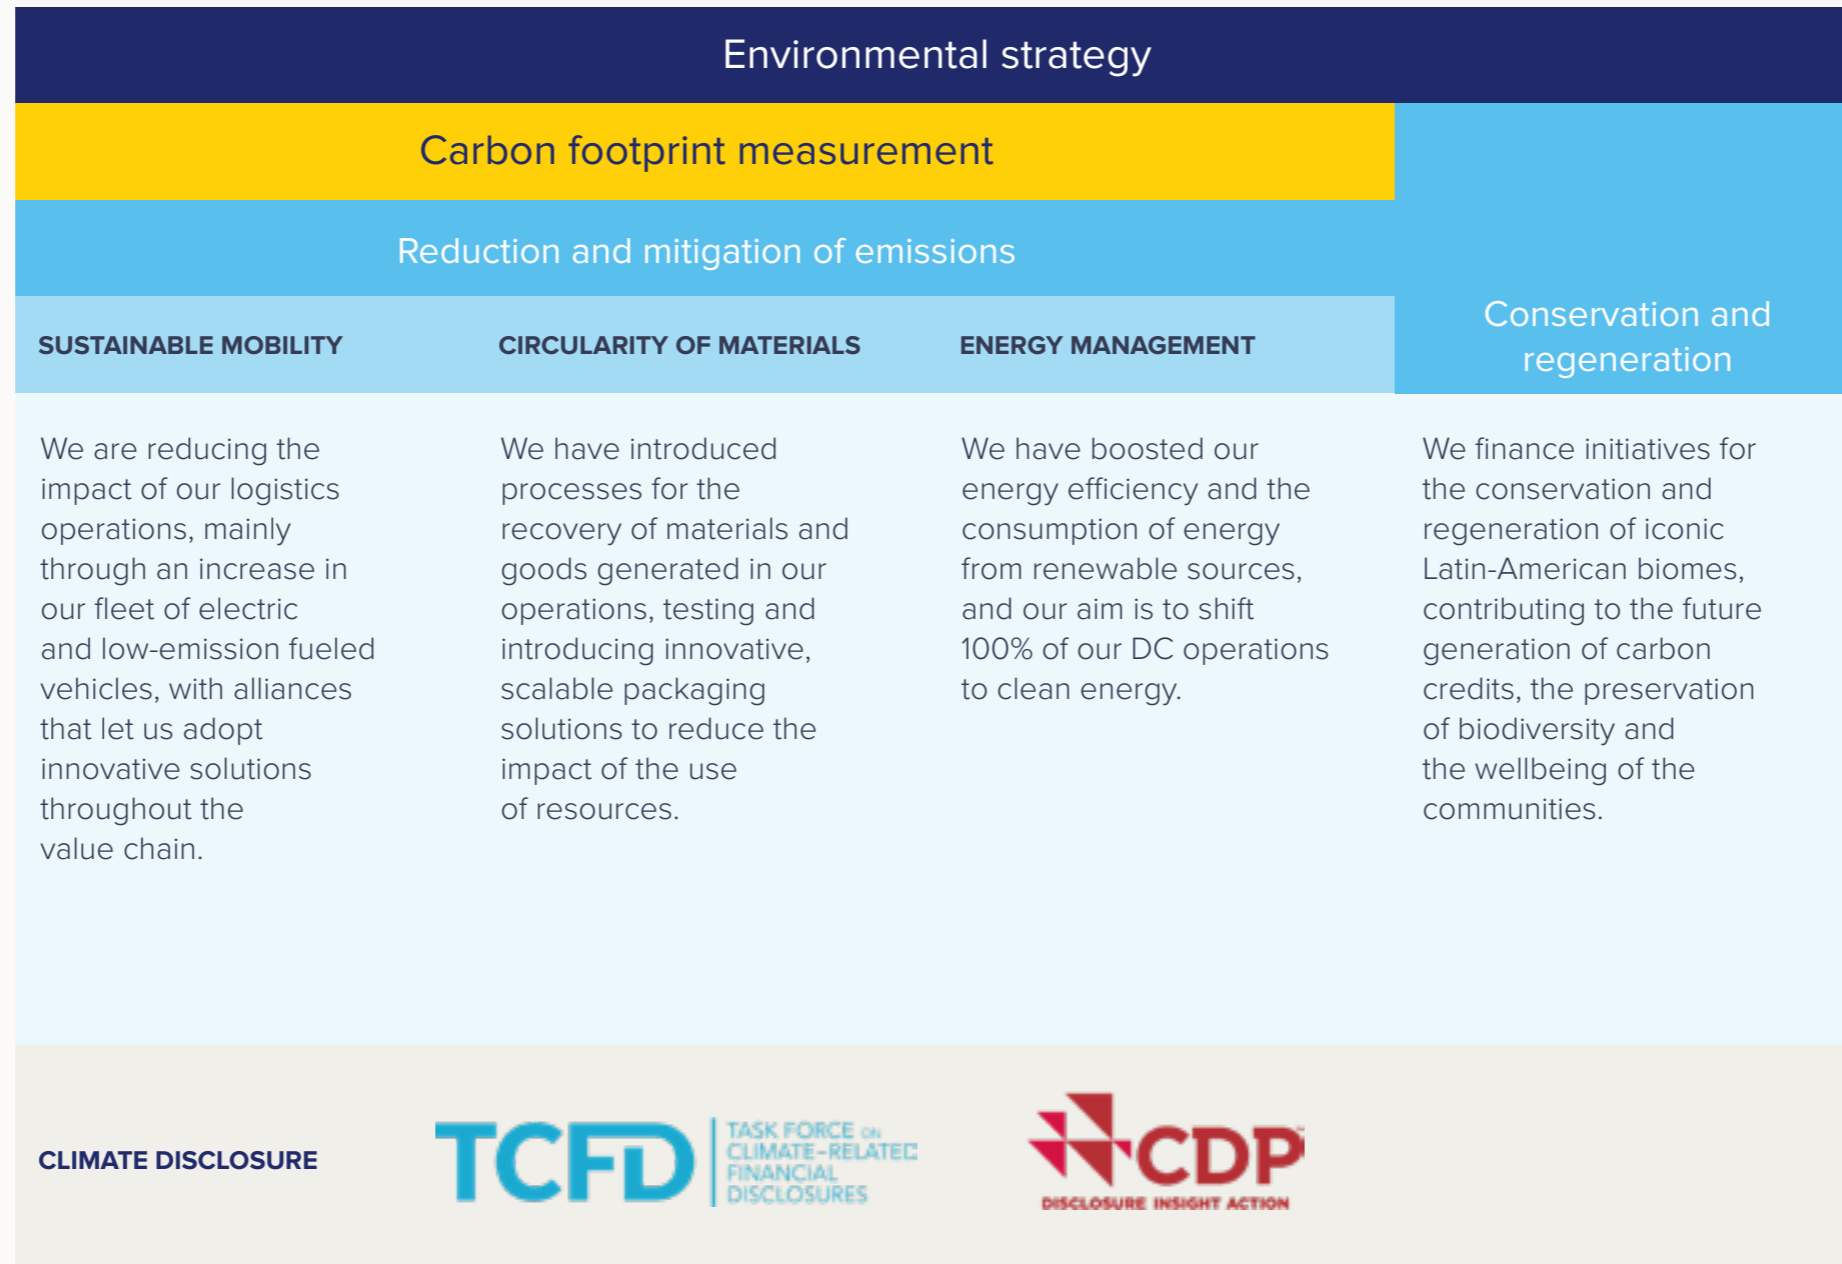 Environmental strategy
Carbon footprint measurement
Reduction and mitigation of emissions
Conservation and
regeneration
SUSTAINABLE MOBILITY
We are reducing the
impact of our logistics
operations, mainly
through an increase in
our fleet of electric
and low-emission fueled
vehicles, with alliances
that let us adopt
innovative solutions
throughout the
value chain.
CIRCULARITY OF MATERIALS
We have introduced
processes for the
recovery of materials and
goods generated in our
operations, testing and
introducing innovative,
scalable packaging
solutions to reduce the
impact of the use
of resources.
ENERGY MANAGEMENT
We have boosted our
energy efficiency and the
consumption of energy
from renewable sources,
and our aim is to shift
100% of our DC operations
to clean energy.
We finance initiatives for
the conservation and
regeneration of iconic
Latin-American biomes,
contributing to the future
generation of carbon
credits, the preservation
of biodiversity and
the wellbeing of the
communities.
CLIMATE DISCLOSURE
TCFD
TASK FORCE ON
CLIMATE-RELATED
FINANCIAL
DISCLOSURES
CDP
DISCLOSURE INSIGHT ACTION